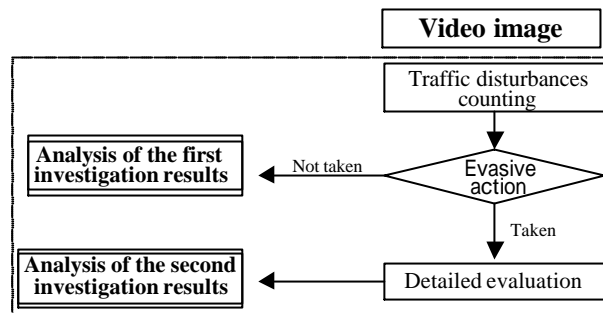 Video image
Traffic disturbances
counting
Analysis of the first
investigation results
Not taken
Evasive
action
Taken
Analysis of the second
investigation results
Detailed evaluation